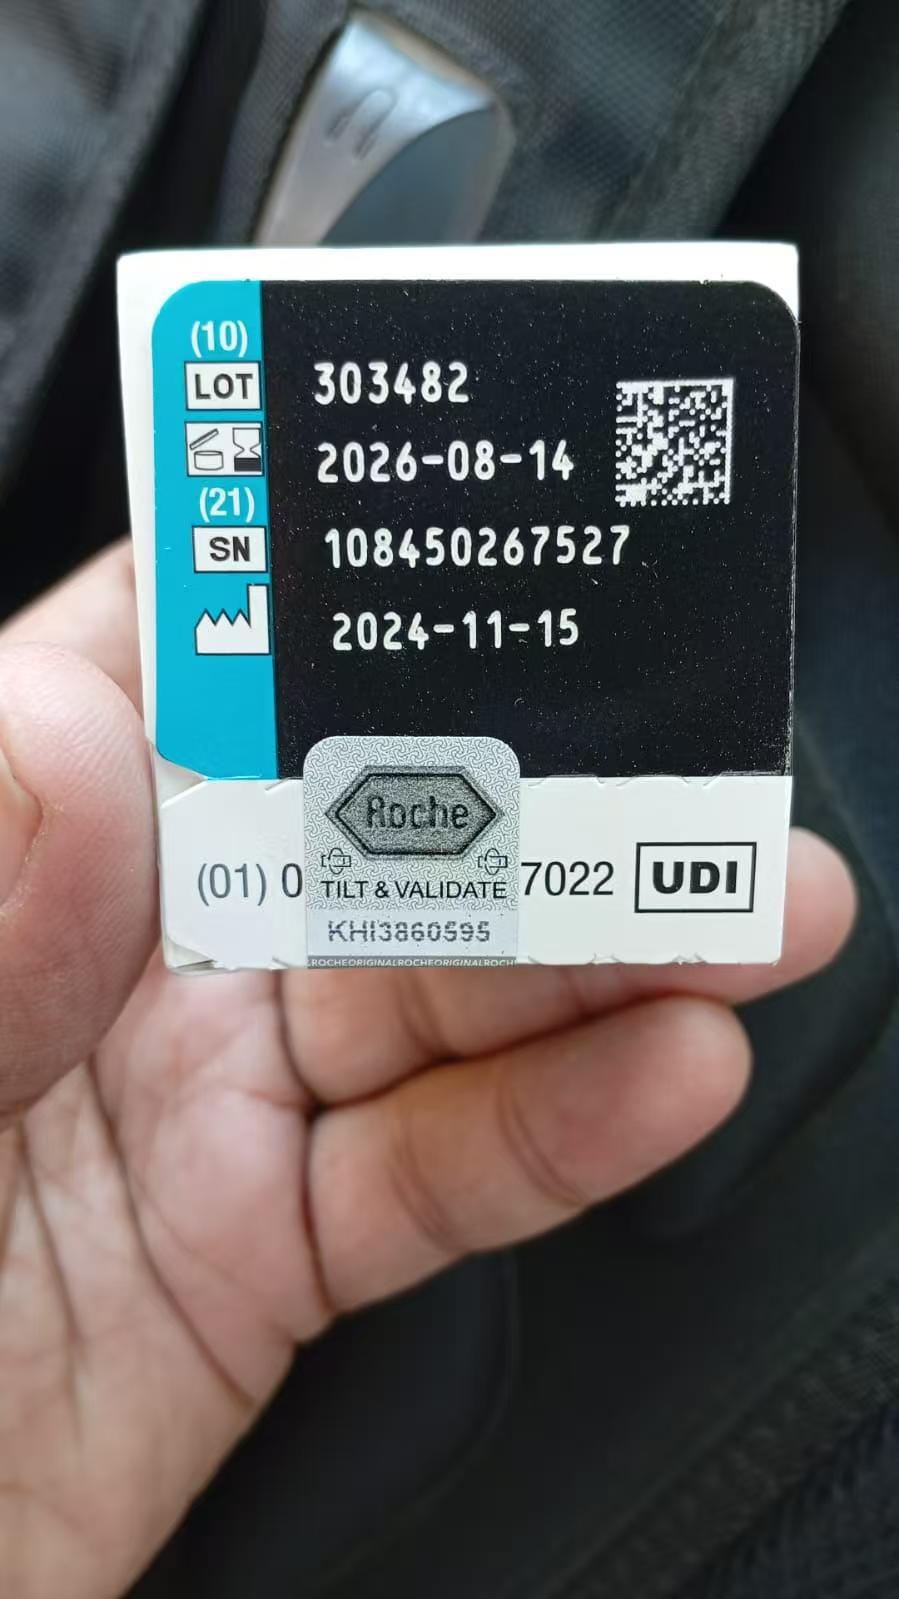 (10)
LOT 303482
2026-08-14
(21)
SN 108450267527
2024-11-15
Roche
(01) 0 TILT & VALIDATE 7022 UDI
KHI3860595
ROCHEORIGINALROCHEORIGINALROCH